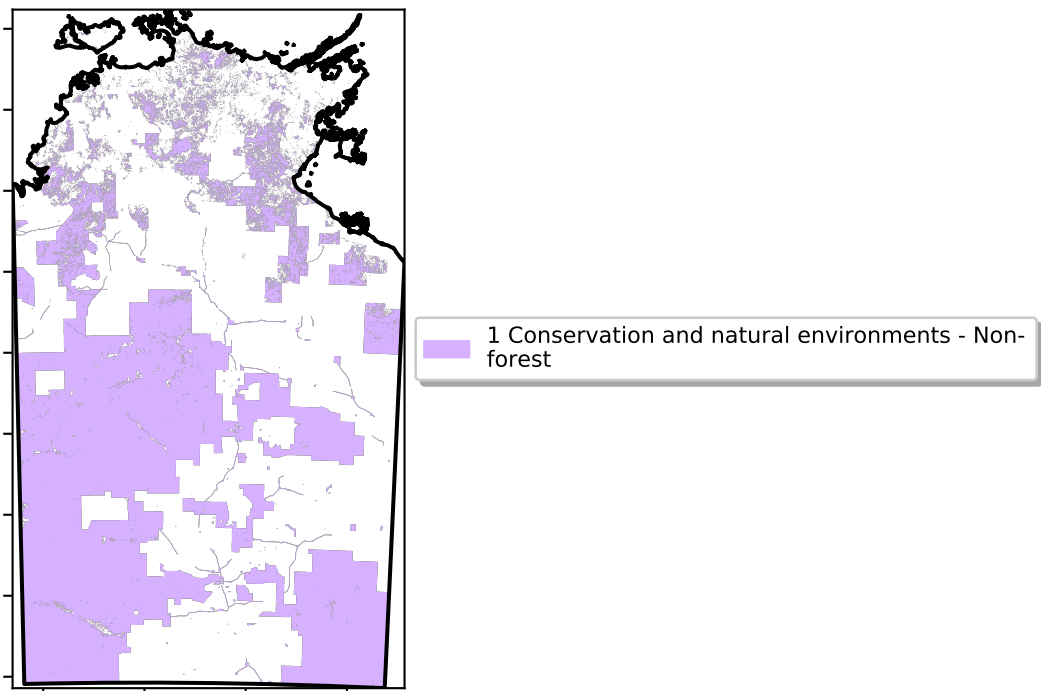 1 Conservation and natural environments - Non-
forest